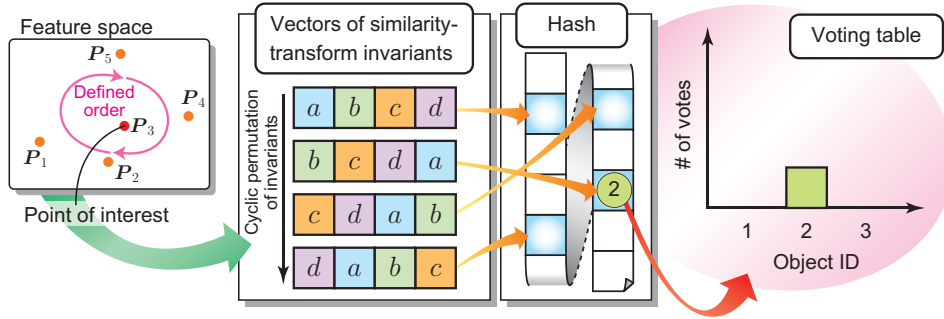 Feature space
P5
Defined
order
P4
P3
P1
P2
Point of interest
Vectors of similarity-
transform invariants
Cyclic permutation
of invariants
a b c d
b c d a
c d a b
d a b c
Hash
2
Voting table
# of votes
1 2 3
Object ID